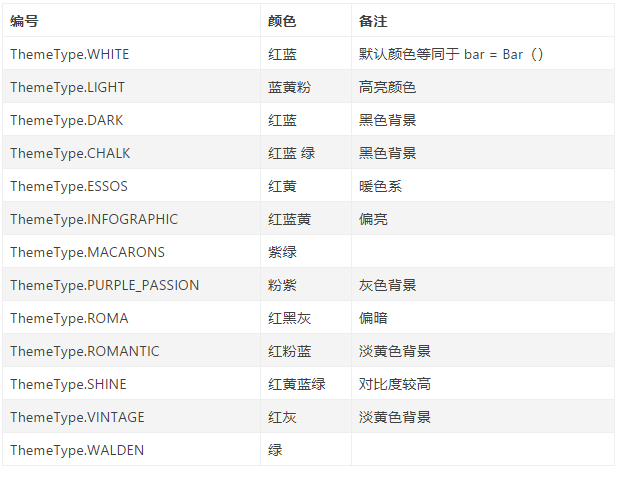 编号 颜色 备注
ThemeType.WHITE 红蓝 默认颜色等同于 bar = Bar（）
ThemeType.LIGHT 蓝黄粉 高亮颜色
ThemeType.DARK 红蓝 黑色背景
ThemeType.CHALK 红蓝 绿 黑色背景
ThemeType.ESSOS 红黄 暖色系
ThemeType.INFOGRAPHIC 红蓝黄 偏亮
ThemeType.MACARONS 紫绿
ThemeType.PURPLE_PASSION 粉紫 灰色背景
ThemeType.ROMA 红黑灰 偏暗
ThemeType.ROMANTIC 红粉蓝 淡黄色背景
ThemeType.SHINE 红黄蓝绿 对比度较高
ThemeType.VINTAGE 红灰 淡黄色背景
ThemeType.WALDEN 绿